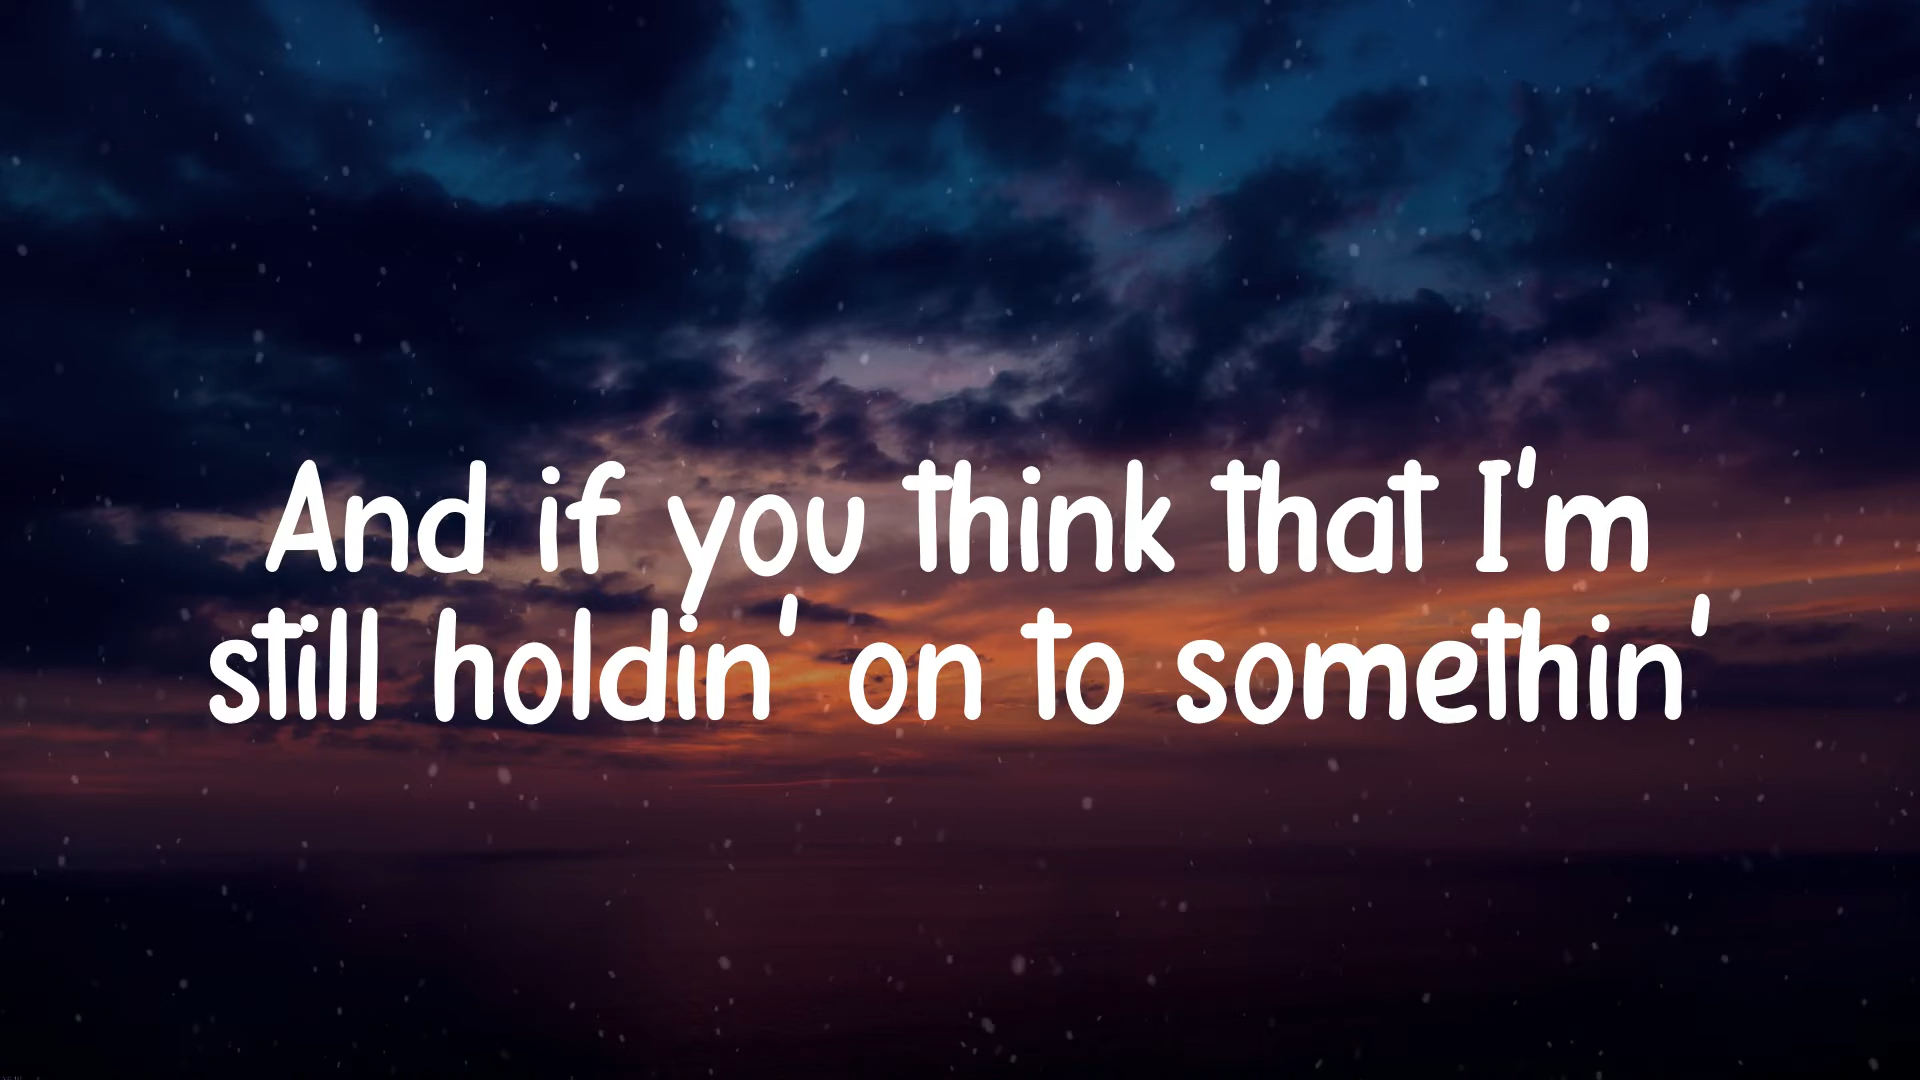 And if you think that I'm
still holdin' on to somethin'